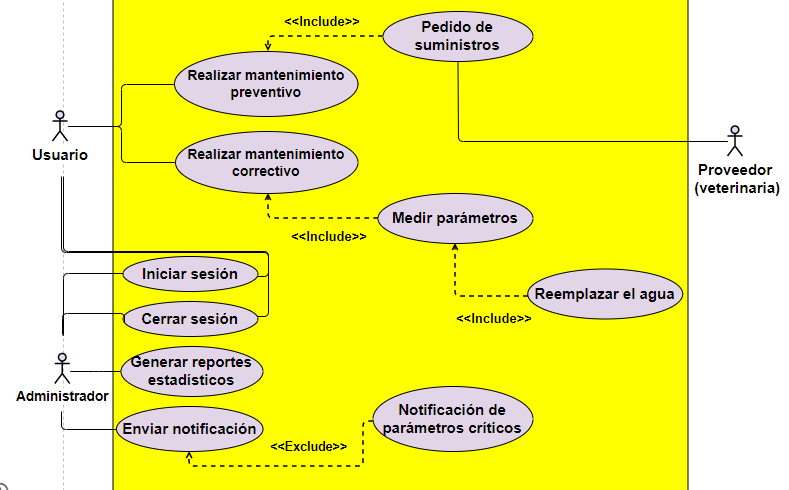 <<Include>>
Pedido de
suministros
Realizar mantenimiento
preventivo
Usuario
Realizar mantenimiento
correctivo
Proveedor
(veterinaria)
Medir parámetros
<<Include>>
Iniciar sesión
Reemplazar el agua
Cerrar sesión
<<Include>>
Generar reportes
estadísticos
Administrador
Enviar notificación
Notificación de
parámetros críticos
<<Exclude>>